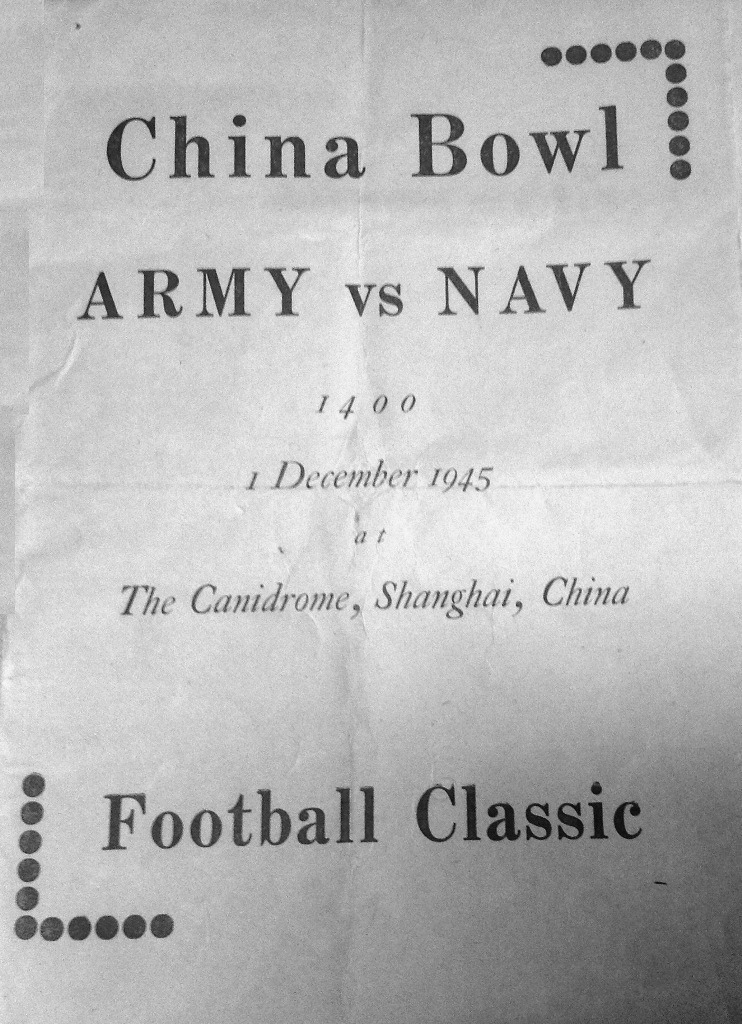 China Bowl
ARMY vs NAVY
1400
1 December 1945
at
The Canidrome, Shanghai, China
Football Classic